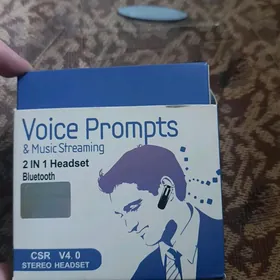 Voice Prompts
& Music Streaming
2 IN 1 Headset
Bluetooth
CSR V4.0
STEREO HEADSET